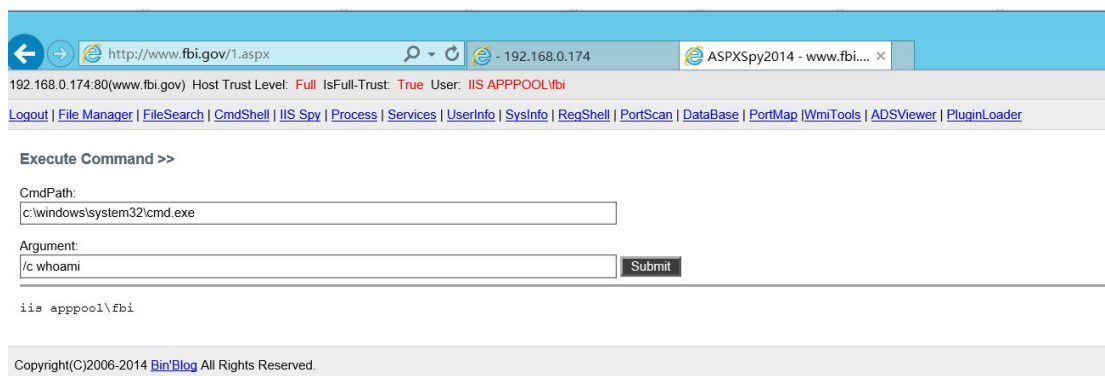 http://www.fbi.gov/1.aspx
- 192.168.0.174
ASPXSpy2014 - www.fbi....
192.168.0.174:80(www.fbi.gov) Host Trust Level: Full IsFull-Trust: True User: IIS APPPOOL\fbi
Logout | File Manager | FileSearch | CmdShell | IIS Spy | Process | Services | UserInfo | SysInfo | RegShell | PortScan | DataBase | PortMap |WmiTools | ADSViewer | PluginLoader
Execute Command >>
CmdPath:
c:\windows\system32\cmd.exe
Argument:
/c whoami
Submit
iis apppool\fbi
Copyright(C)2006-2014 Bin'Blog All Rights Reserved.